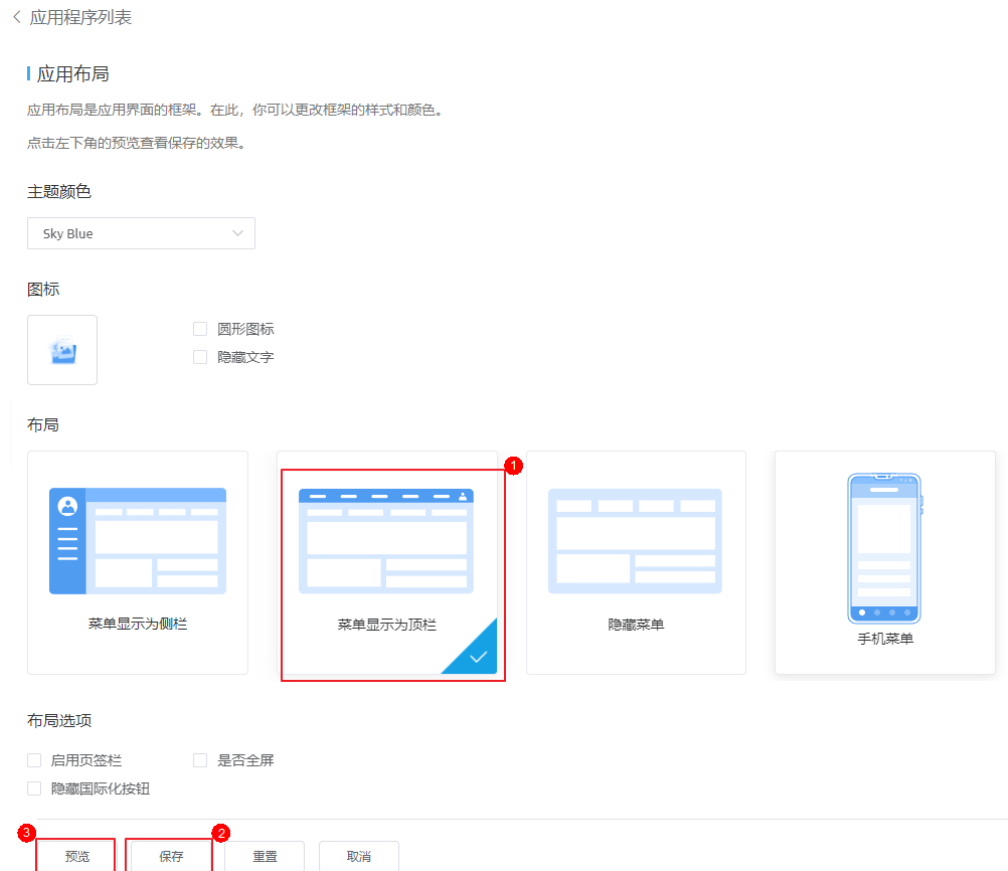 应用程序列表
应用布局
应用布局是应用界面的框架。在此，你可以更改框架的样式和颜色。
点击左下角的预览查看保存的效果。
主题颜色
Sky Blue
图标
圆形图标
隐藏文字
布局
1
菜单显示为侧栏
菜单显示为顶栏
隐藏菜单
手机菜单
布局选项
启用页签栏 是否全屏
隐藏国际化按钮
3 2
预览 保存 重置 取消